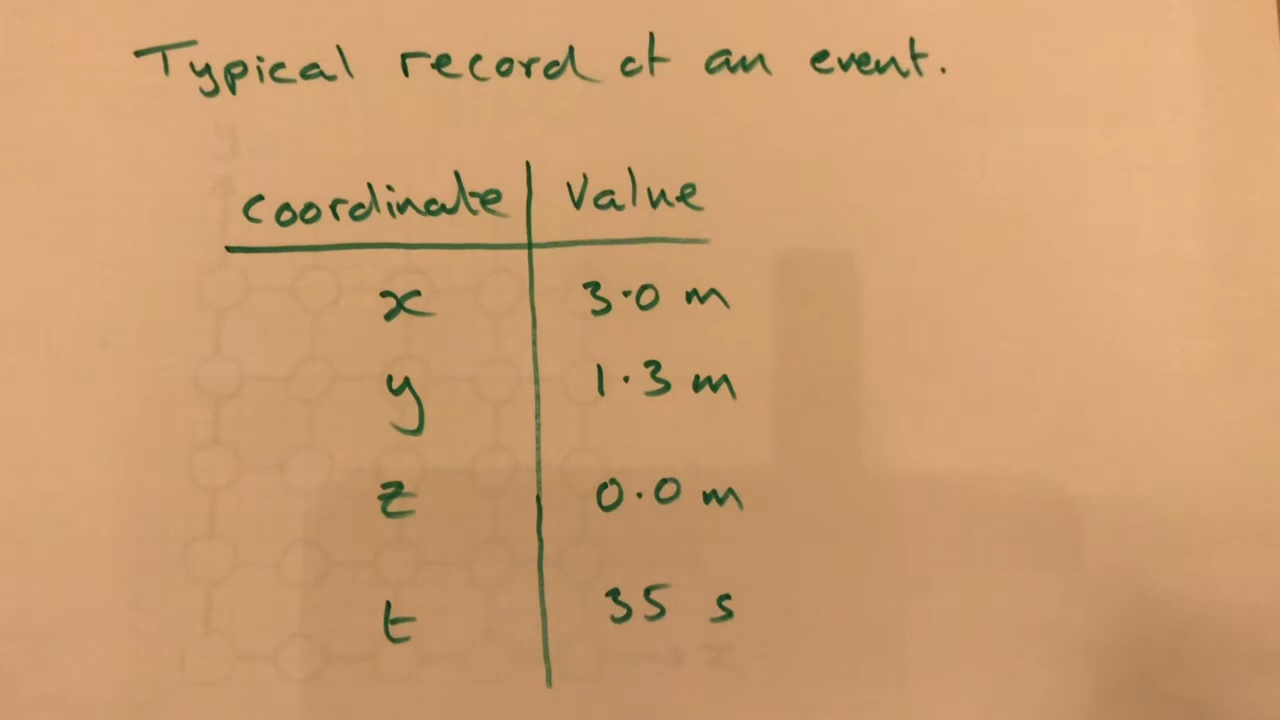 Typical record of an event.
coordinate Value
x 3.0 m
y 1.3 m
z 0.0 m
t 35 s